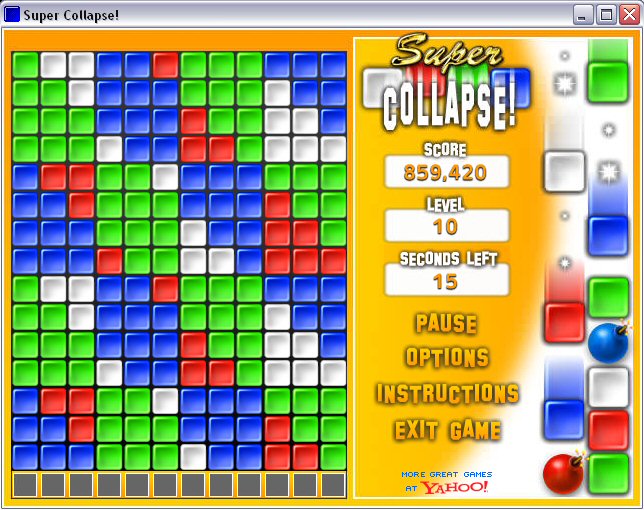 Super Collapse!
Super
COLLAPSE!
SCORE
859,420
LEVEL
10
SECONDS LEFT
15
PAUSE
OPTIONS
INSTRUCTIONS
EXIT GAME
MORE GREAT GAMES
AT YAHOO!